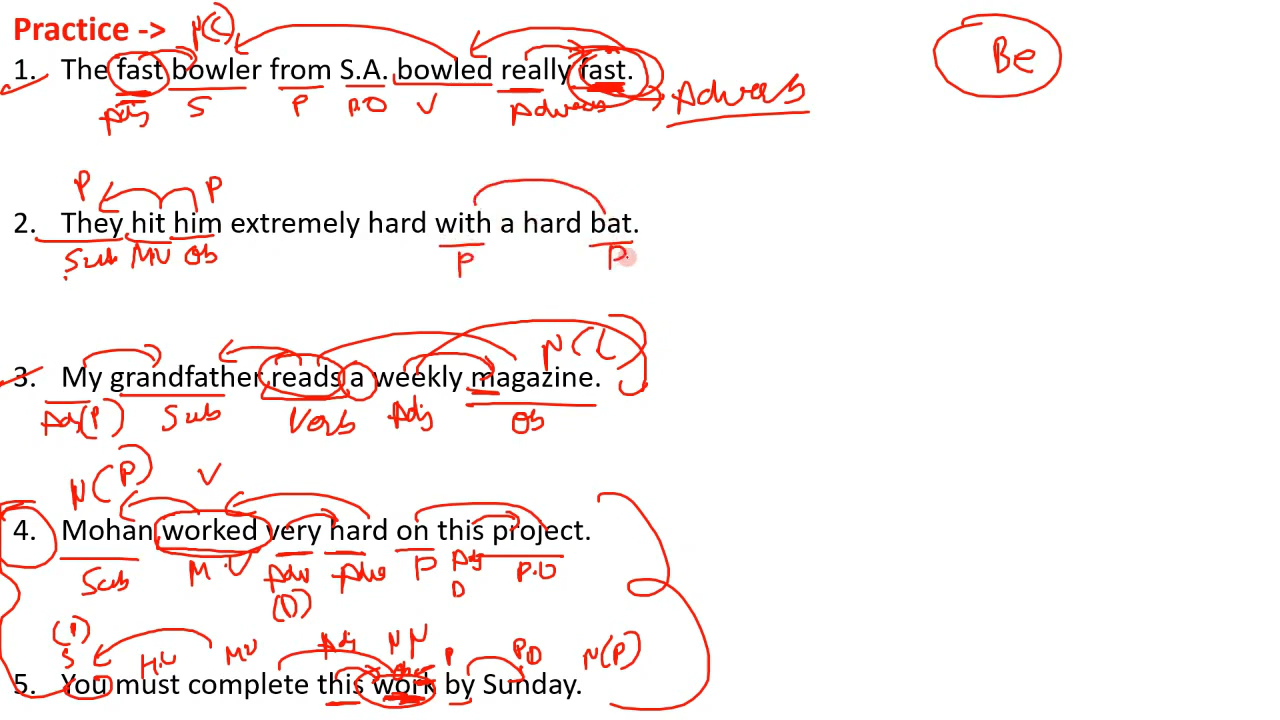 Practice -> N(C) Be
1. The fast bowler from S.A. bowled really fast.
Adj S P P.O V Adverb Adverb
P P
2. They hit him extremely hard with a hard bat.
Sub MV Ob P P.
N(C)
3. My grandfather reads a weekly magazine.
Adj(P) Sub Verb Adj Ob
N(P) V
4. Mohan worked very hard on this project.
Sub M.V Adv Adv P Adj P.O
(D) D
(P)
S H.V MV Adj NN P PO N(P)
5. You must complete this work by Sunday.